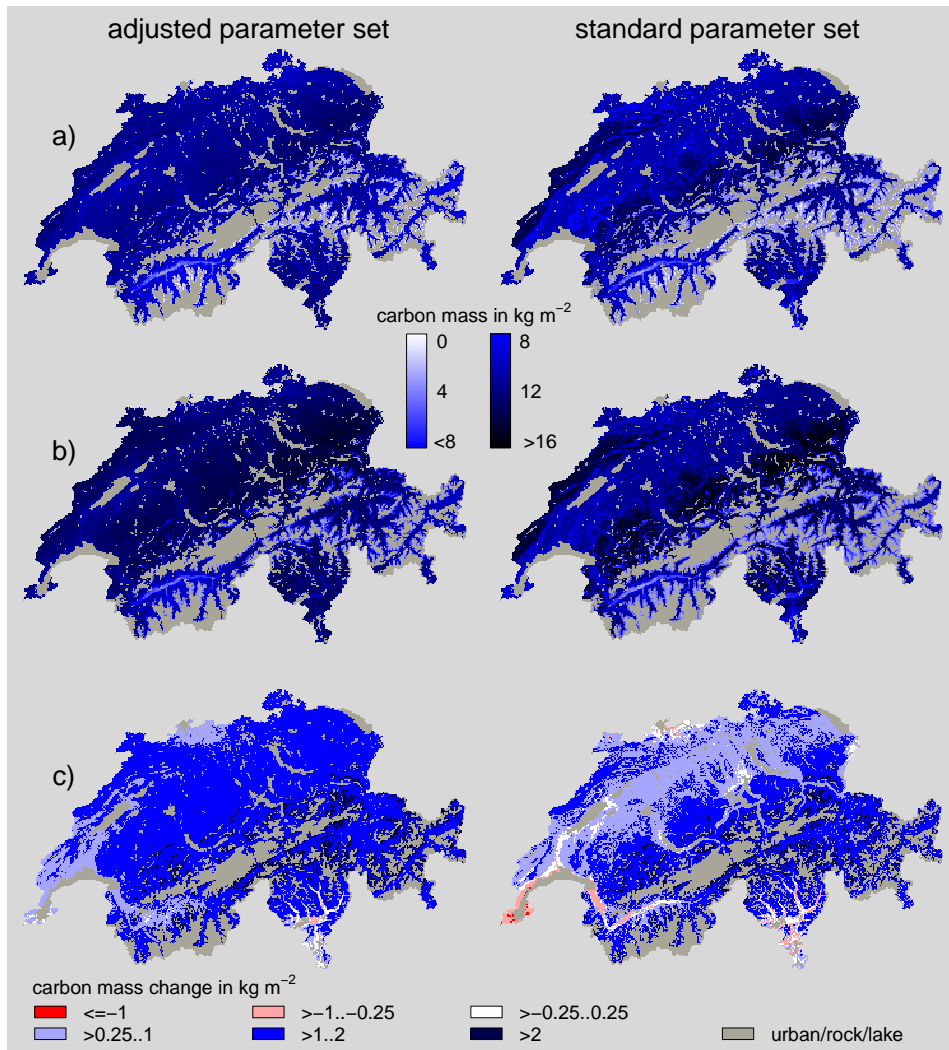 adjusted parameter set standard parameter set
a)
carbon mass in kg m−2
0 8
4 12
<8 >16
b)
c)
carbon mass change in kg m−2
<=−1 >−1..−0.25 >−0.25..0.25
>0.25..1 >1..2 >2 urban/rock/lake